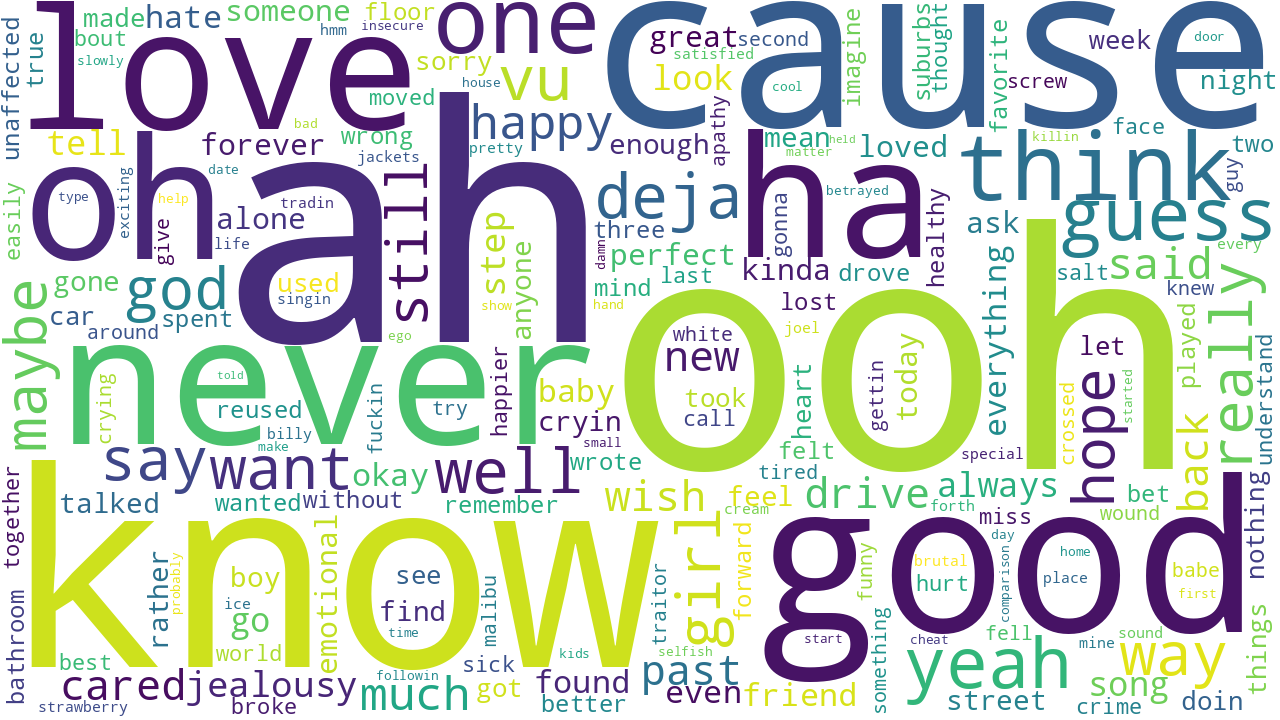 love
cause
one
ooh
ah
oh
ha
never
know
good
think
guess
happy
vu
deja
still
god
maybe
say
want
well
hope
really
girl
way
yeah
past
much
cared
jealousy
drive
always
wish
new
said
made
hate
someone
floor
insecure
hmm
bout
slowly
unaffected
true
sorry
great
second
satisfied
look
cool
imagine
suburbs
thought
week
door
night
favorite
screw
house
moved
bad
wrong
tell
forever
jackets
pretty
enough
apathy
mean
matter
held
loved
killin
face
two
guy
easily
type
exciting
date
help
give
alone
tradin
life
step
three
damn
betrayed
gonna
healthy
ask
every
gone
car
around
spent
used
singin
ego
show
anyone
hand
mind
perfect
last
kinda
drove
lost
joel
white
everything
salt
knew
let
played
understand
crying
told
reused
billy
make
fuckin
try
happier
baby
cryin
small
took
call
heart
gettin
today
crossed
started
back
together
talked
wanted
without
okay
remember
wrote
felt
tired
special
feel
cream
forth
miss
bet
wound
nothing
bathroom
rather
probably
boy
ice
go
world
emotional
see
find
time
malibu
traitor
selfish
forward
funny
brutal
hurt
day
comparison
home
place
babe
first
things
best
strawberry
broke
followin
sick
got
kids
found
better
even
friend
start
something
cheat
fell
street
mine
sound
song
crime
doin